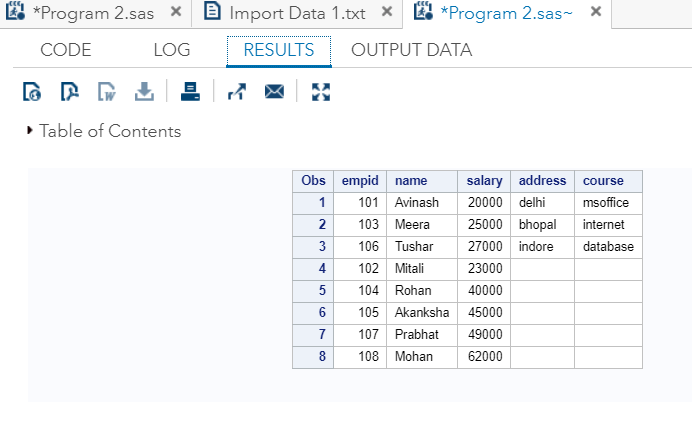 *Program 2.sas × Import Data 1.txt × *Program 2.sas~ ×
CODE LOG RESULTS OUTPUT DATA
Table of Contents
Obs empid name salary address course
1 101 Avinash 20000 delhi msoffice
2 103 Meera 25000 bhopal internet
3 106 Tushar 27000 indore database
4 102 Mitali 23000
5 104 Rohan 40000
6 105 Akanksha 45000
7 107 Prabhat 49000
8 108 Mohan 62000